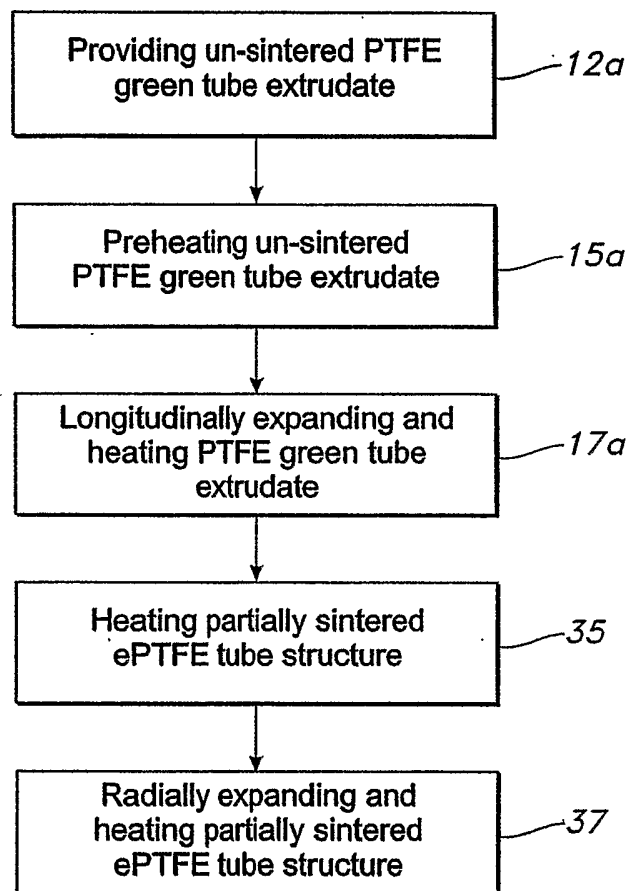 Providing un-sintered PTFE
green tube extrudate
12a
Preheating un-sintered
PTFE green tube extrudate
15a
Longitudinally expanding and
heating PTFE green tube
extrudate
17a
Heating partially sintered
ePTFE tube structure
35
Radially expanding and
heating partially sintered
ePTFE tube structure
37